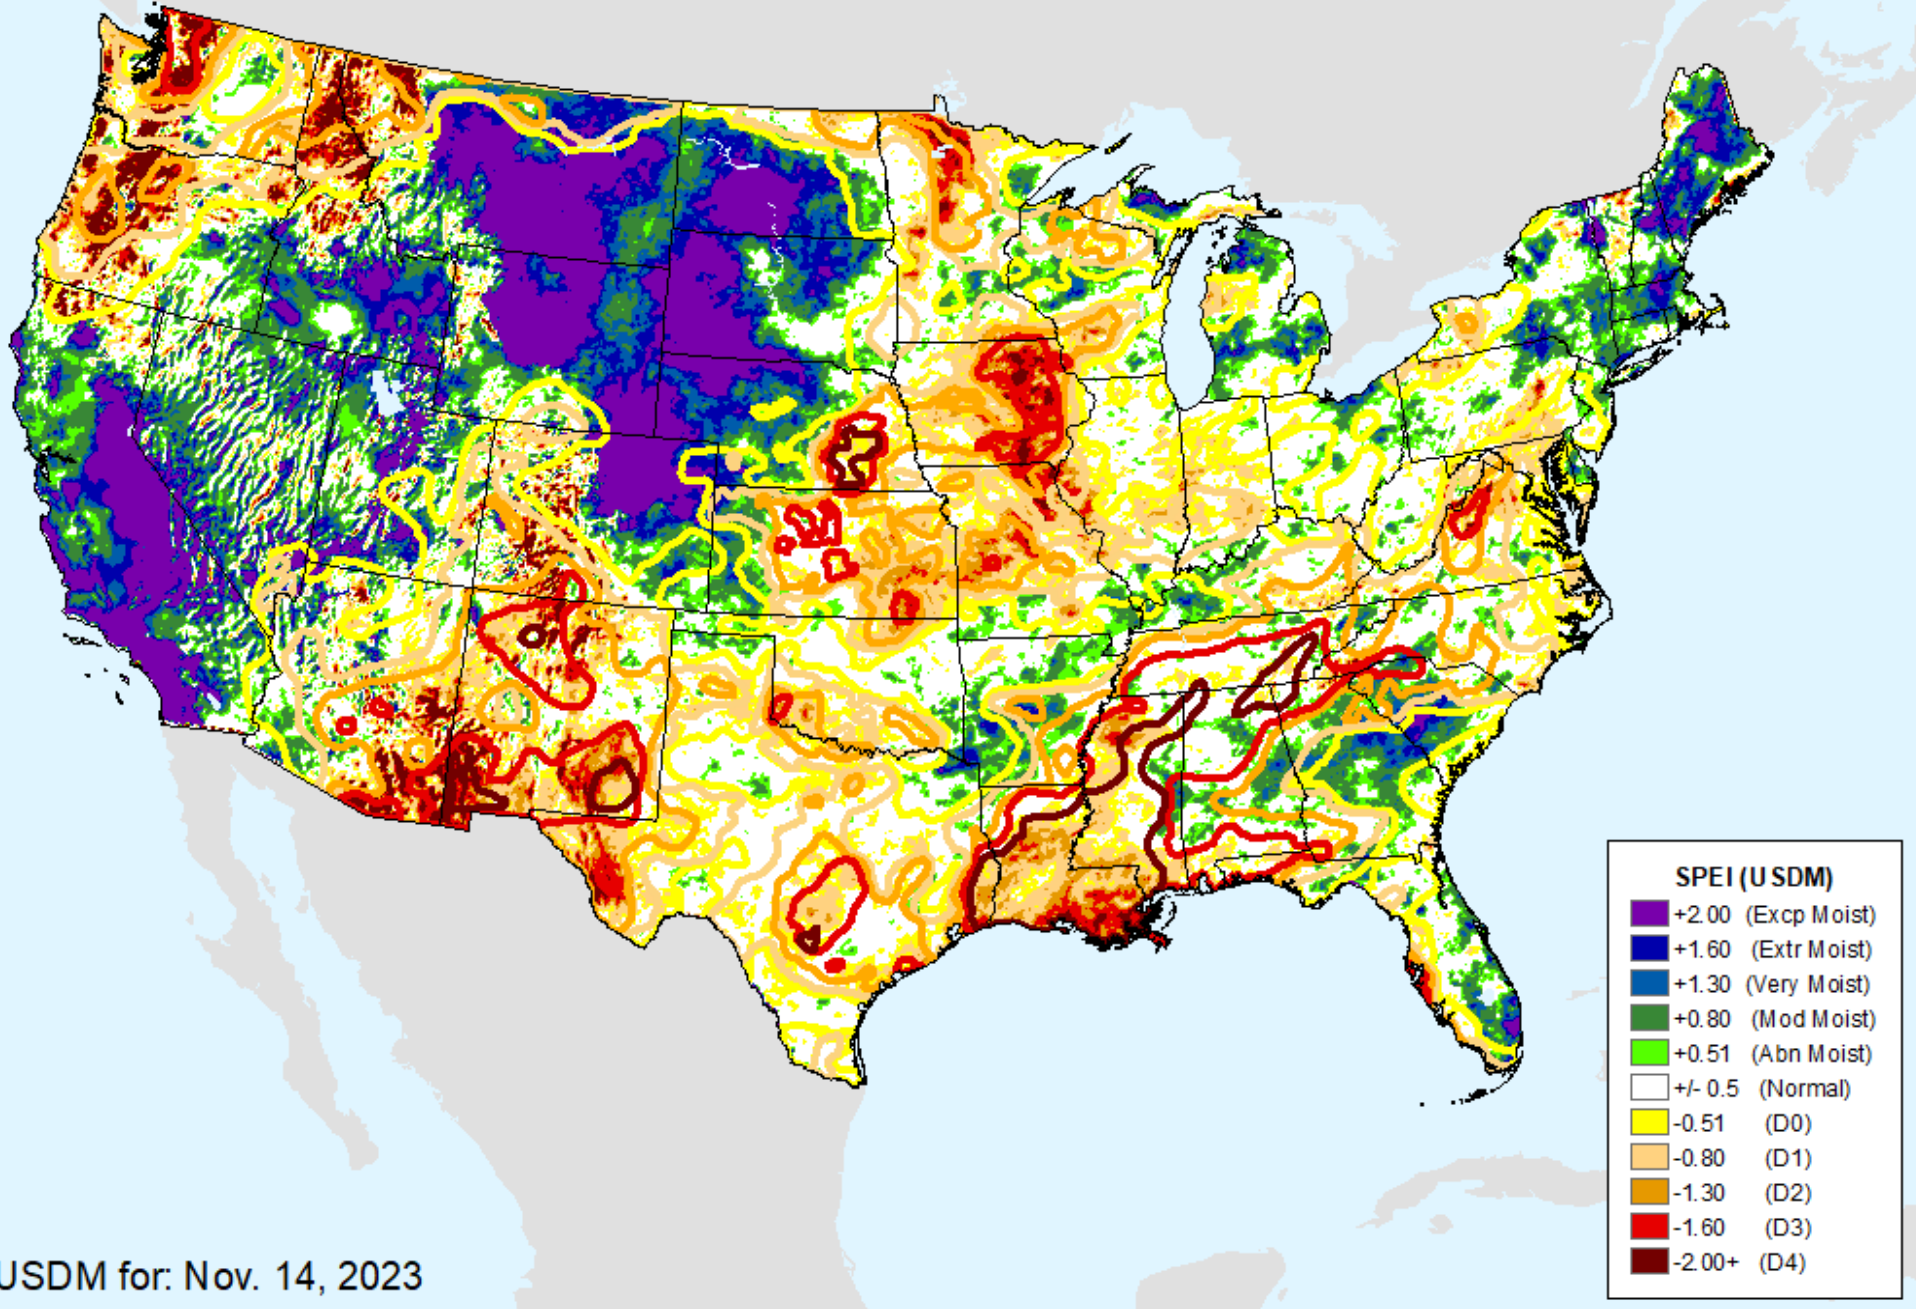 SPEI (USDM)
+2.00 (Excp Moist)
+1.60 (Extr Moist)
+1.30 (Very Moist)
+0.80 (Mod Moist)
+0.51 (Abn Moist)
+/- 0.5 (Normal)
-0.51 (D0)
-0.80 (D1)
-1.30 (D2)
-1.60 (D3)
-2.00+ (D4)
USDM for: Nov. 14, 2023